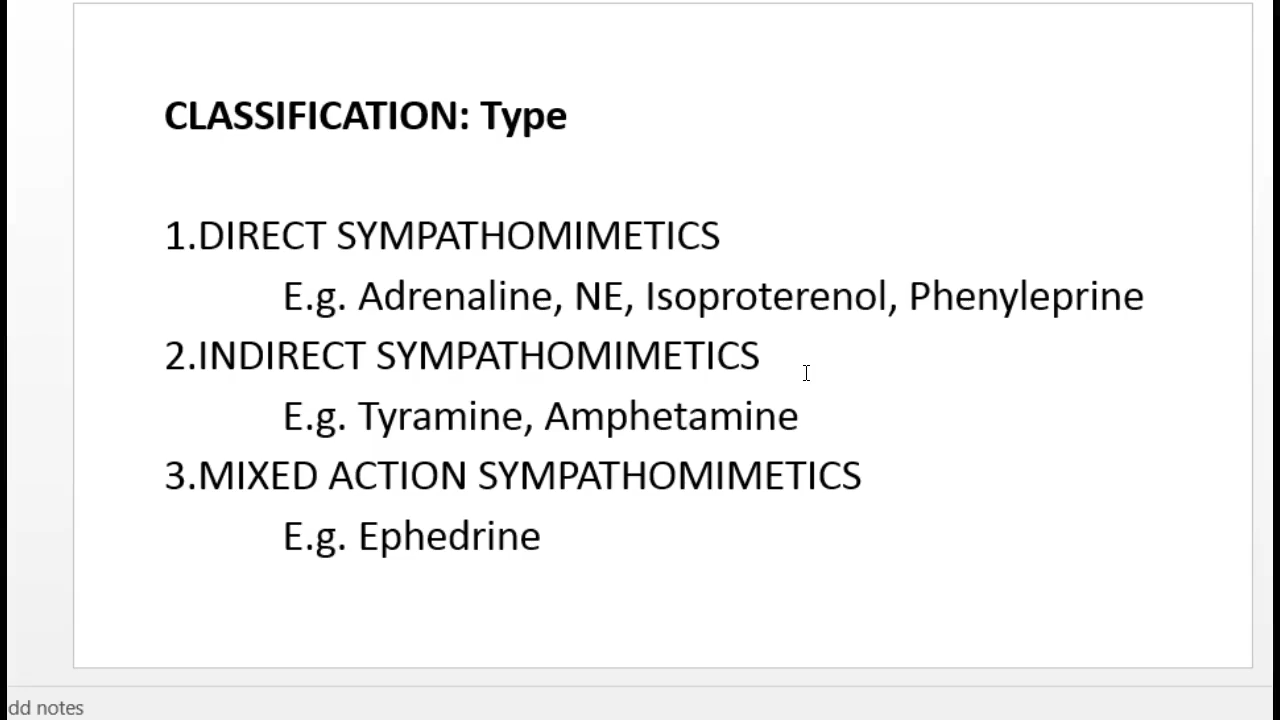 CLASSIFICATION: Type
1.DIRECT SYMPATHOMIMETICS
E.g. Adrenaline, NE, Isoproterenol, Phenyleprine
2.INDIRECT SYMPATHOMIMETICS
E.g. Tyramine, Amphetamine
3.MIXED ACTION SYMPATHOMIMETICS
E.g. Ephedrine
dd notes